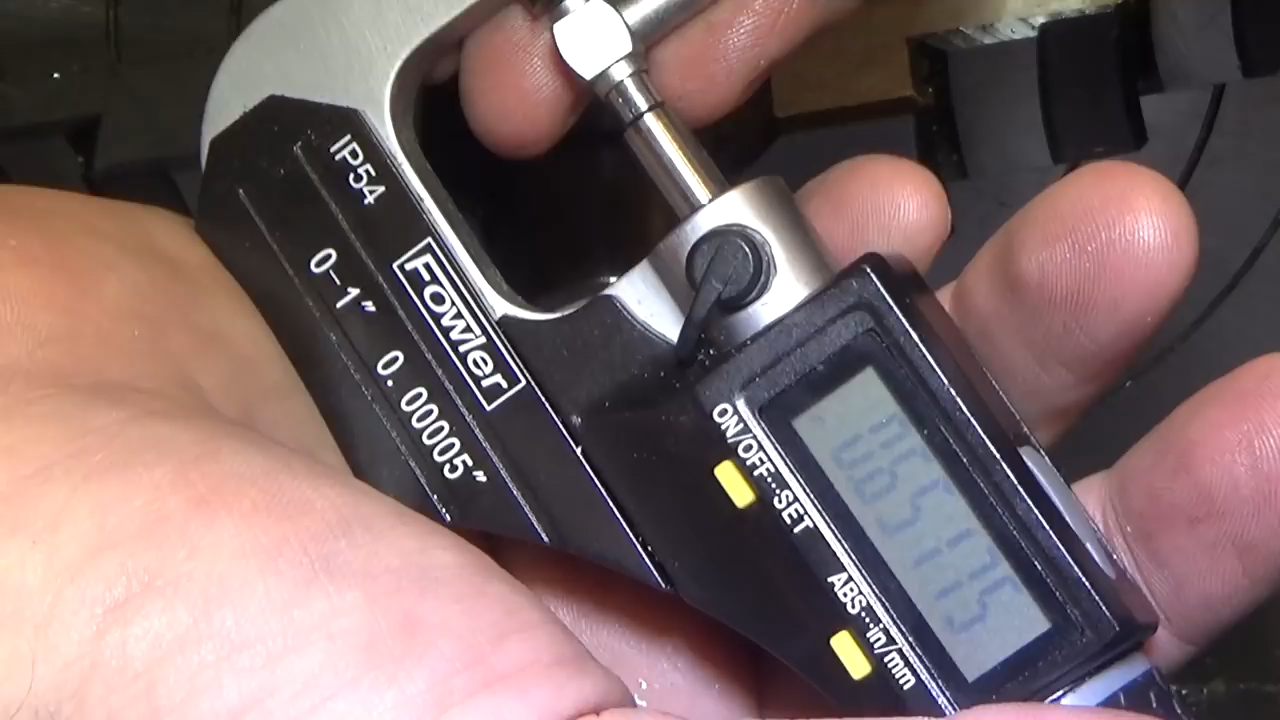 IP54
Fowler
0-1"
0.00005"
ON/OFF···SET
ABS···in/mm